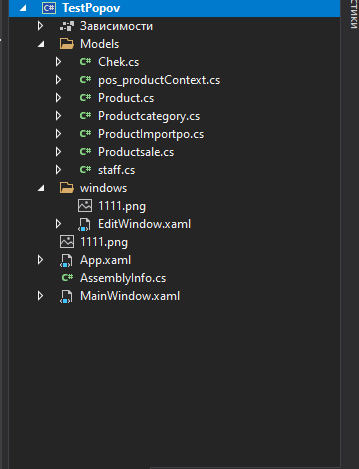 C# TestPopov
Зависимости
Models
C# Chek.cs
C# pos_productContext.cs
C# Product.cs
C# Productcategory.cs
C# ProductImportpo.cs
C# Productsale.cs
C# staff.cs
windows
1111.png
EditWindow.xaml
1111.png
App.xaml
C# AssemblyInfo.cs
MainWindow.xaml